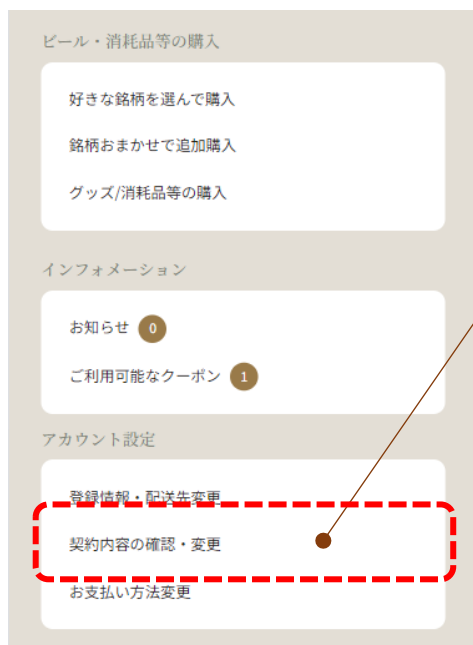 ビール・消耗品等の購入
好きな銘柄を選んで購入
銘柄おまかせで追加購入
グッズ/消耗品等の購入
インフォメーション
お知らせ 0
ご利用可能なクーポン 1
アカウント設定
登録情報・配送先変更
契約内容の確認・変更
お支払い方法変更